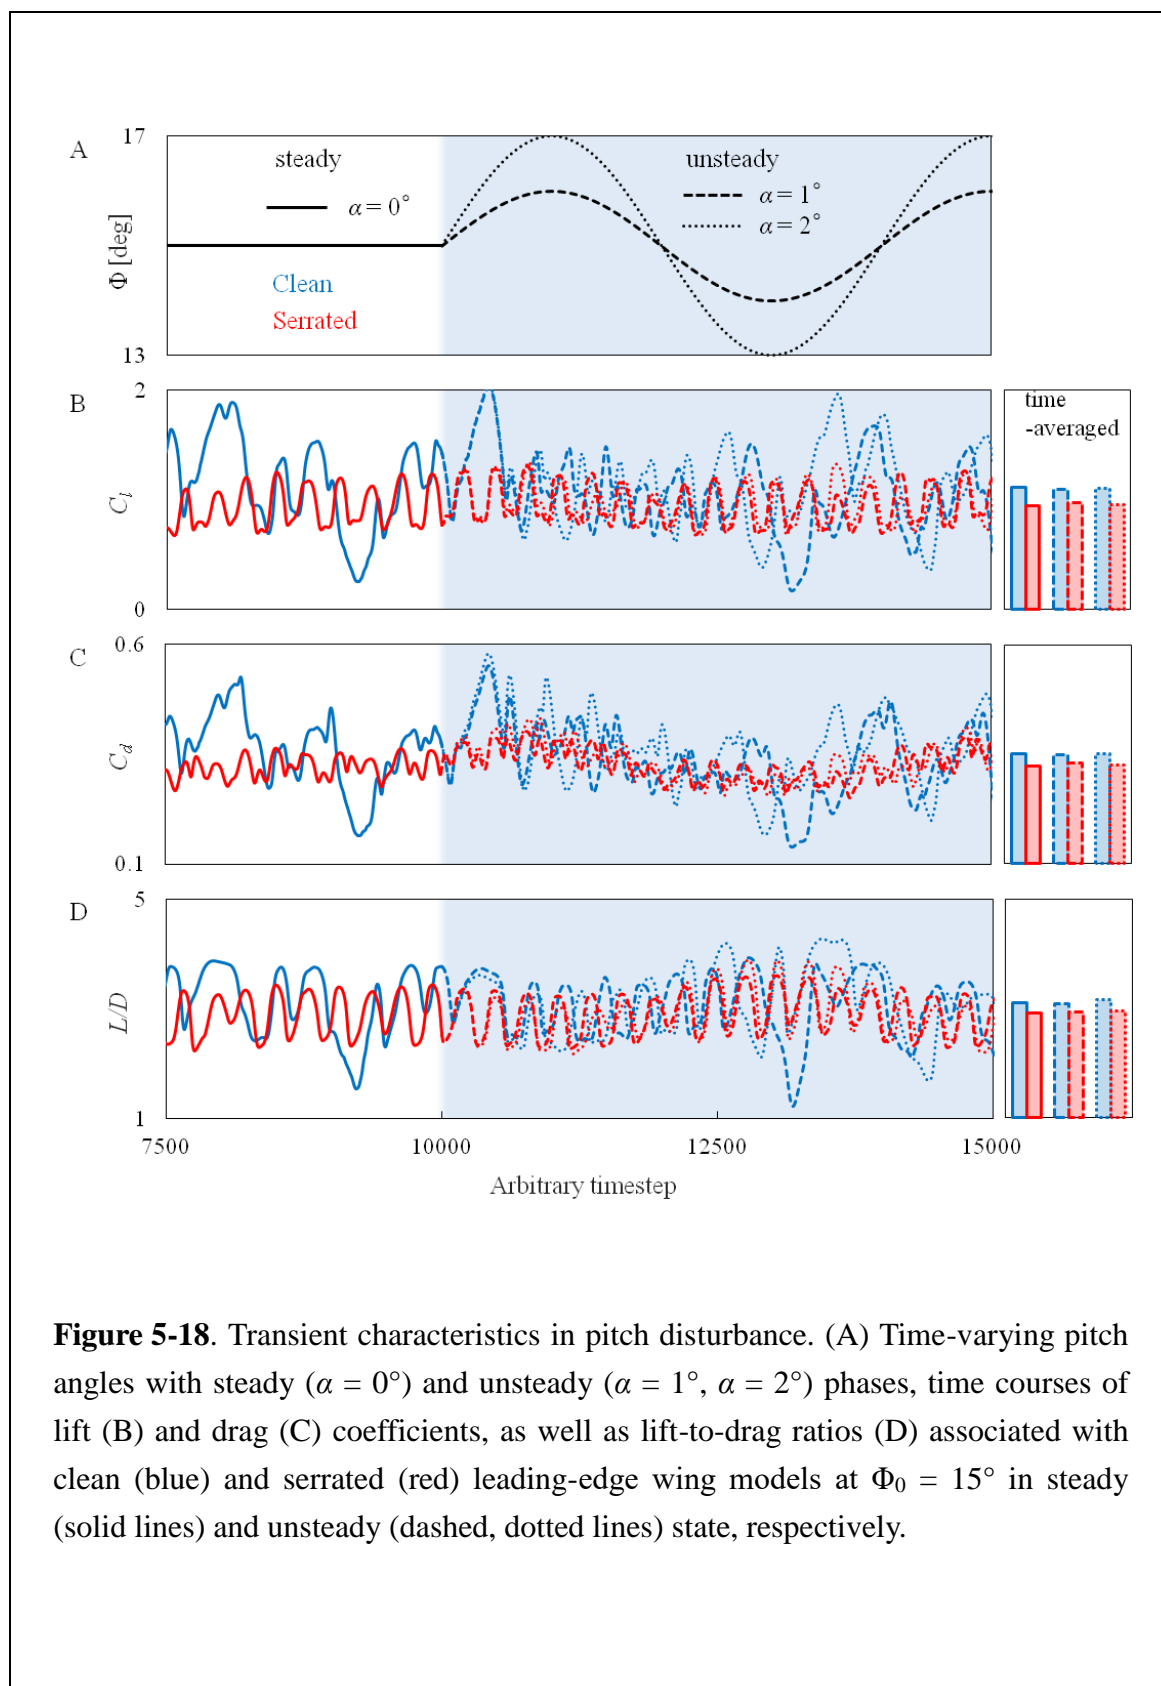 A
17
Φ [deg]
13
steady
α = 0°
Clean
Serrated
unsteady
α = 1°
α = 2°
B
2
C_l
0
time
-averaged
C
0.6
C_d
0.1
D
5
L/D
1
7500
10000
12500
15000
Arbitrary timestep
Figure 5-18. Transient characteristics in pitch disturbance. (A) Time-varying pitch
angles with steady (α = 0°) and unsteady (α = 1°, α = 2°) phases, time courses of
lift (B) and drag (C) coefficients, as well as lift-to-drag ratios (D) associated with
clean (blue) and serrated (red) leading-edge wing models at Φ₀ = 15° in steady
(solid lines) and unsteady (dashed, dotted lines) state, respectively.